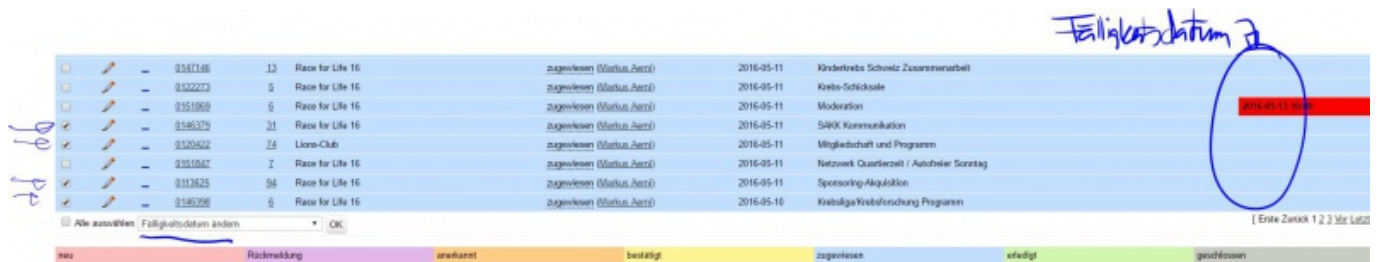 Fälligkeitsdatum
0147146 13 Race for Life 16 zugewiesen (Markus Aerni) 2016-05-11 Kinderkrebs Schweiz Zusammenarbeit
0122273 5 Race for Life 16 zugewiesen (Markus Aerni) 2016-05-11 Krebs-Schicksale
0151869 6 Race for Life 16 zugewiesen (Markus Aerni) 2016-05-11 Moderation
0146379 31 Race for Life 16 zugewiesen (Markus Aerni) 2016-05-11 SAKK Kommunikation
0120422 74 Lions-Club zugewiesen (Markus Aerni) 2016-05-11 Mitgliedschaft und Programm
0151847 7 Race for Life 16 zugewiesen (Markus Aerni) 2016-05-11 Netzwerk Quartierzeit / Autofreier Sonntag
0113625 94 Race for Life 16 zugewiesen (Markus Aerni) 2016-05-11 Sponsoring-Akquisition
0146398 6 Race for Life 16 zugewiesen (Markus Aerni) 2016-05-10 Krebsliga/Krebsforschung Programm
Alle auswählen Fälligkeitsdatum ändern OK [ Erste Zurück 1 2 3 Vor
neu Rückmeldung anerkannt bestätigt zugewiesen erledigt geschlossen